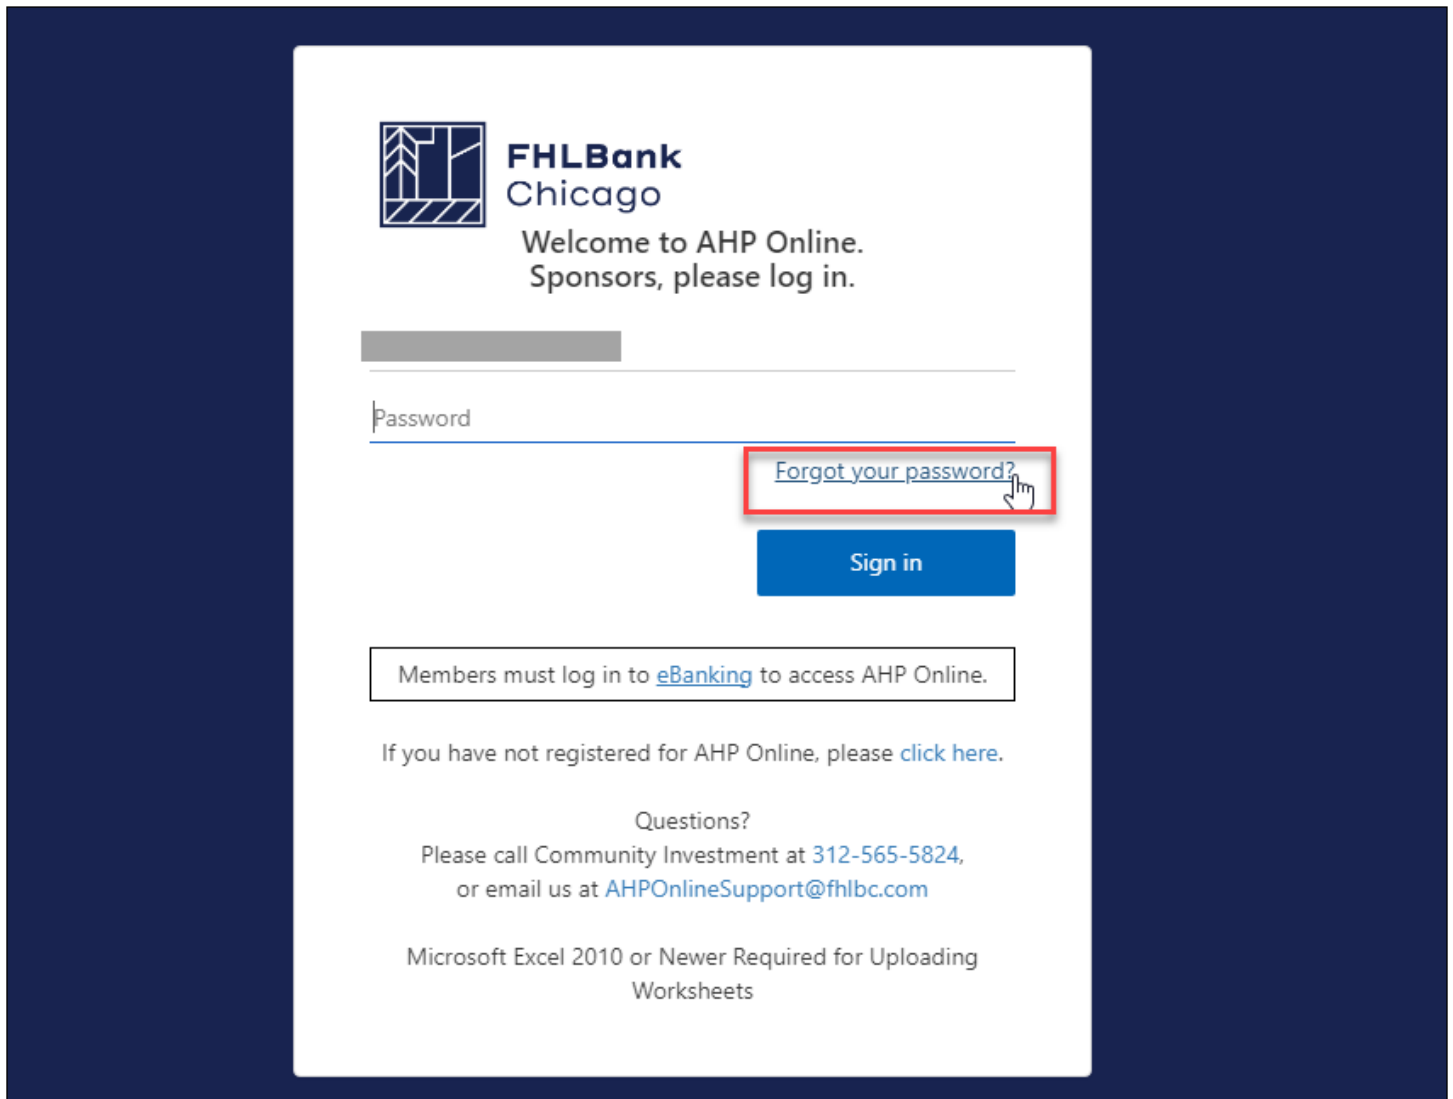 FHLBank
Chicago
Welcome to AHP Online.
Sponsors, please log in.
Password
Forgot your password?
Sign in
Members must log in to eBanking to access AHP Online.
If you have not registered for AHP Online, please click here.
Questions?
Please call Community Investment at 312-565-5824,
or email us at AHPOnlineSupport@fhlbc.com
Microsoft Excel 2010 or Newer Required for Uploading
Worksheets